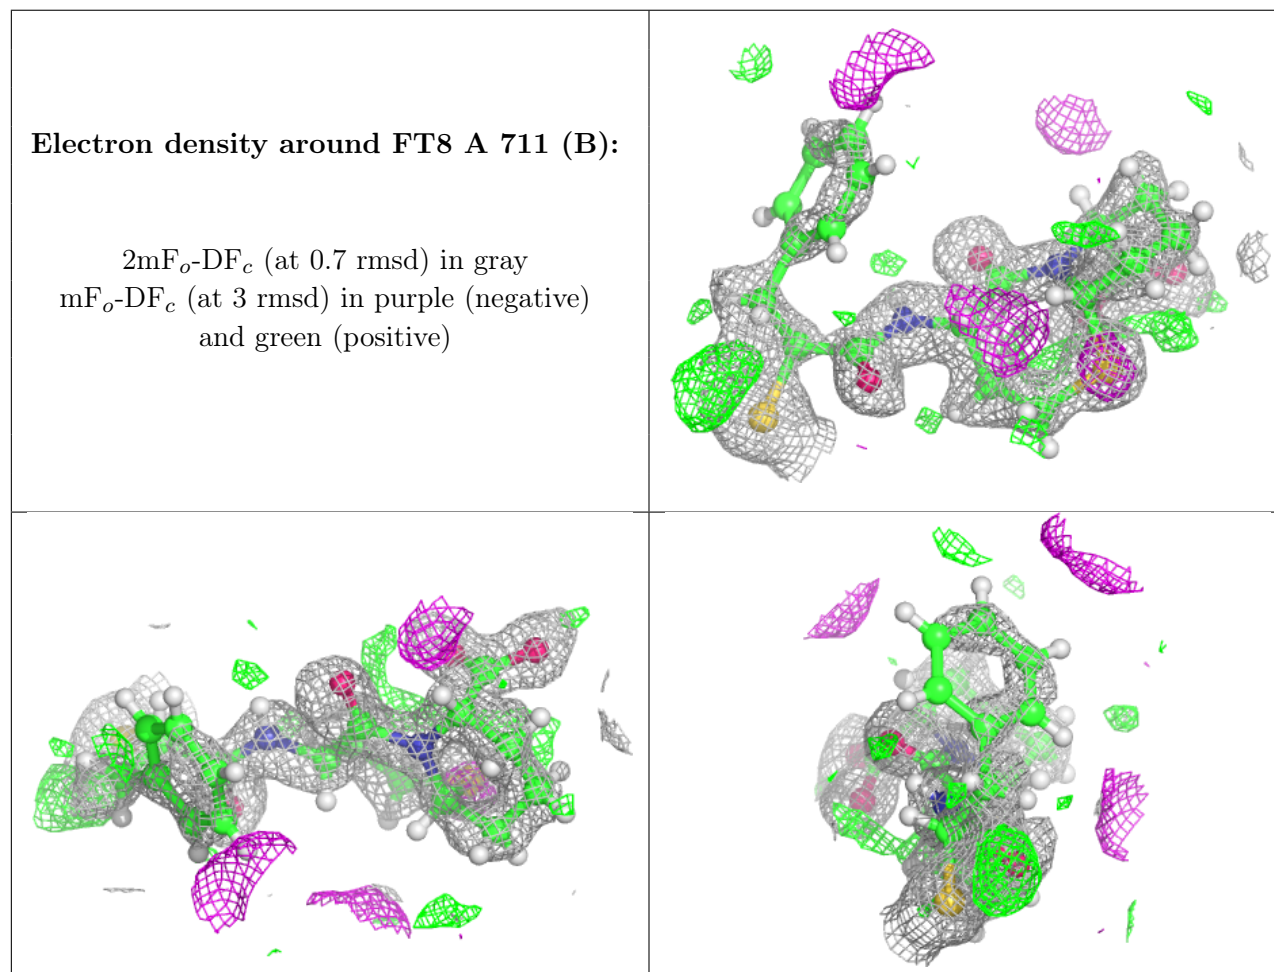 Electron density around FT8 A 711 (B):
2mFo-DFc (at 0.7 rmsd) in gray
mFo-DFc (at 3 rmsd) in purple (negative)
and green (positive)